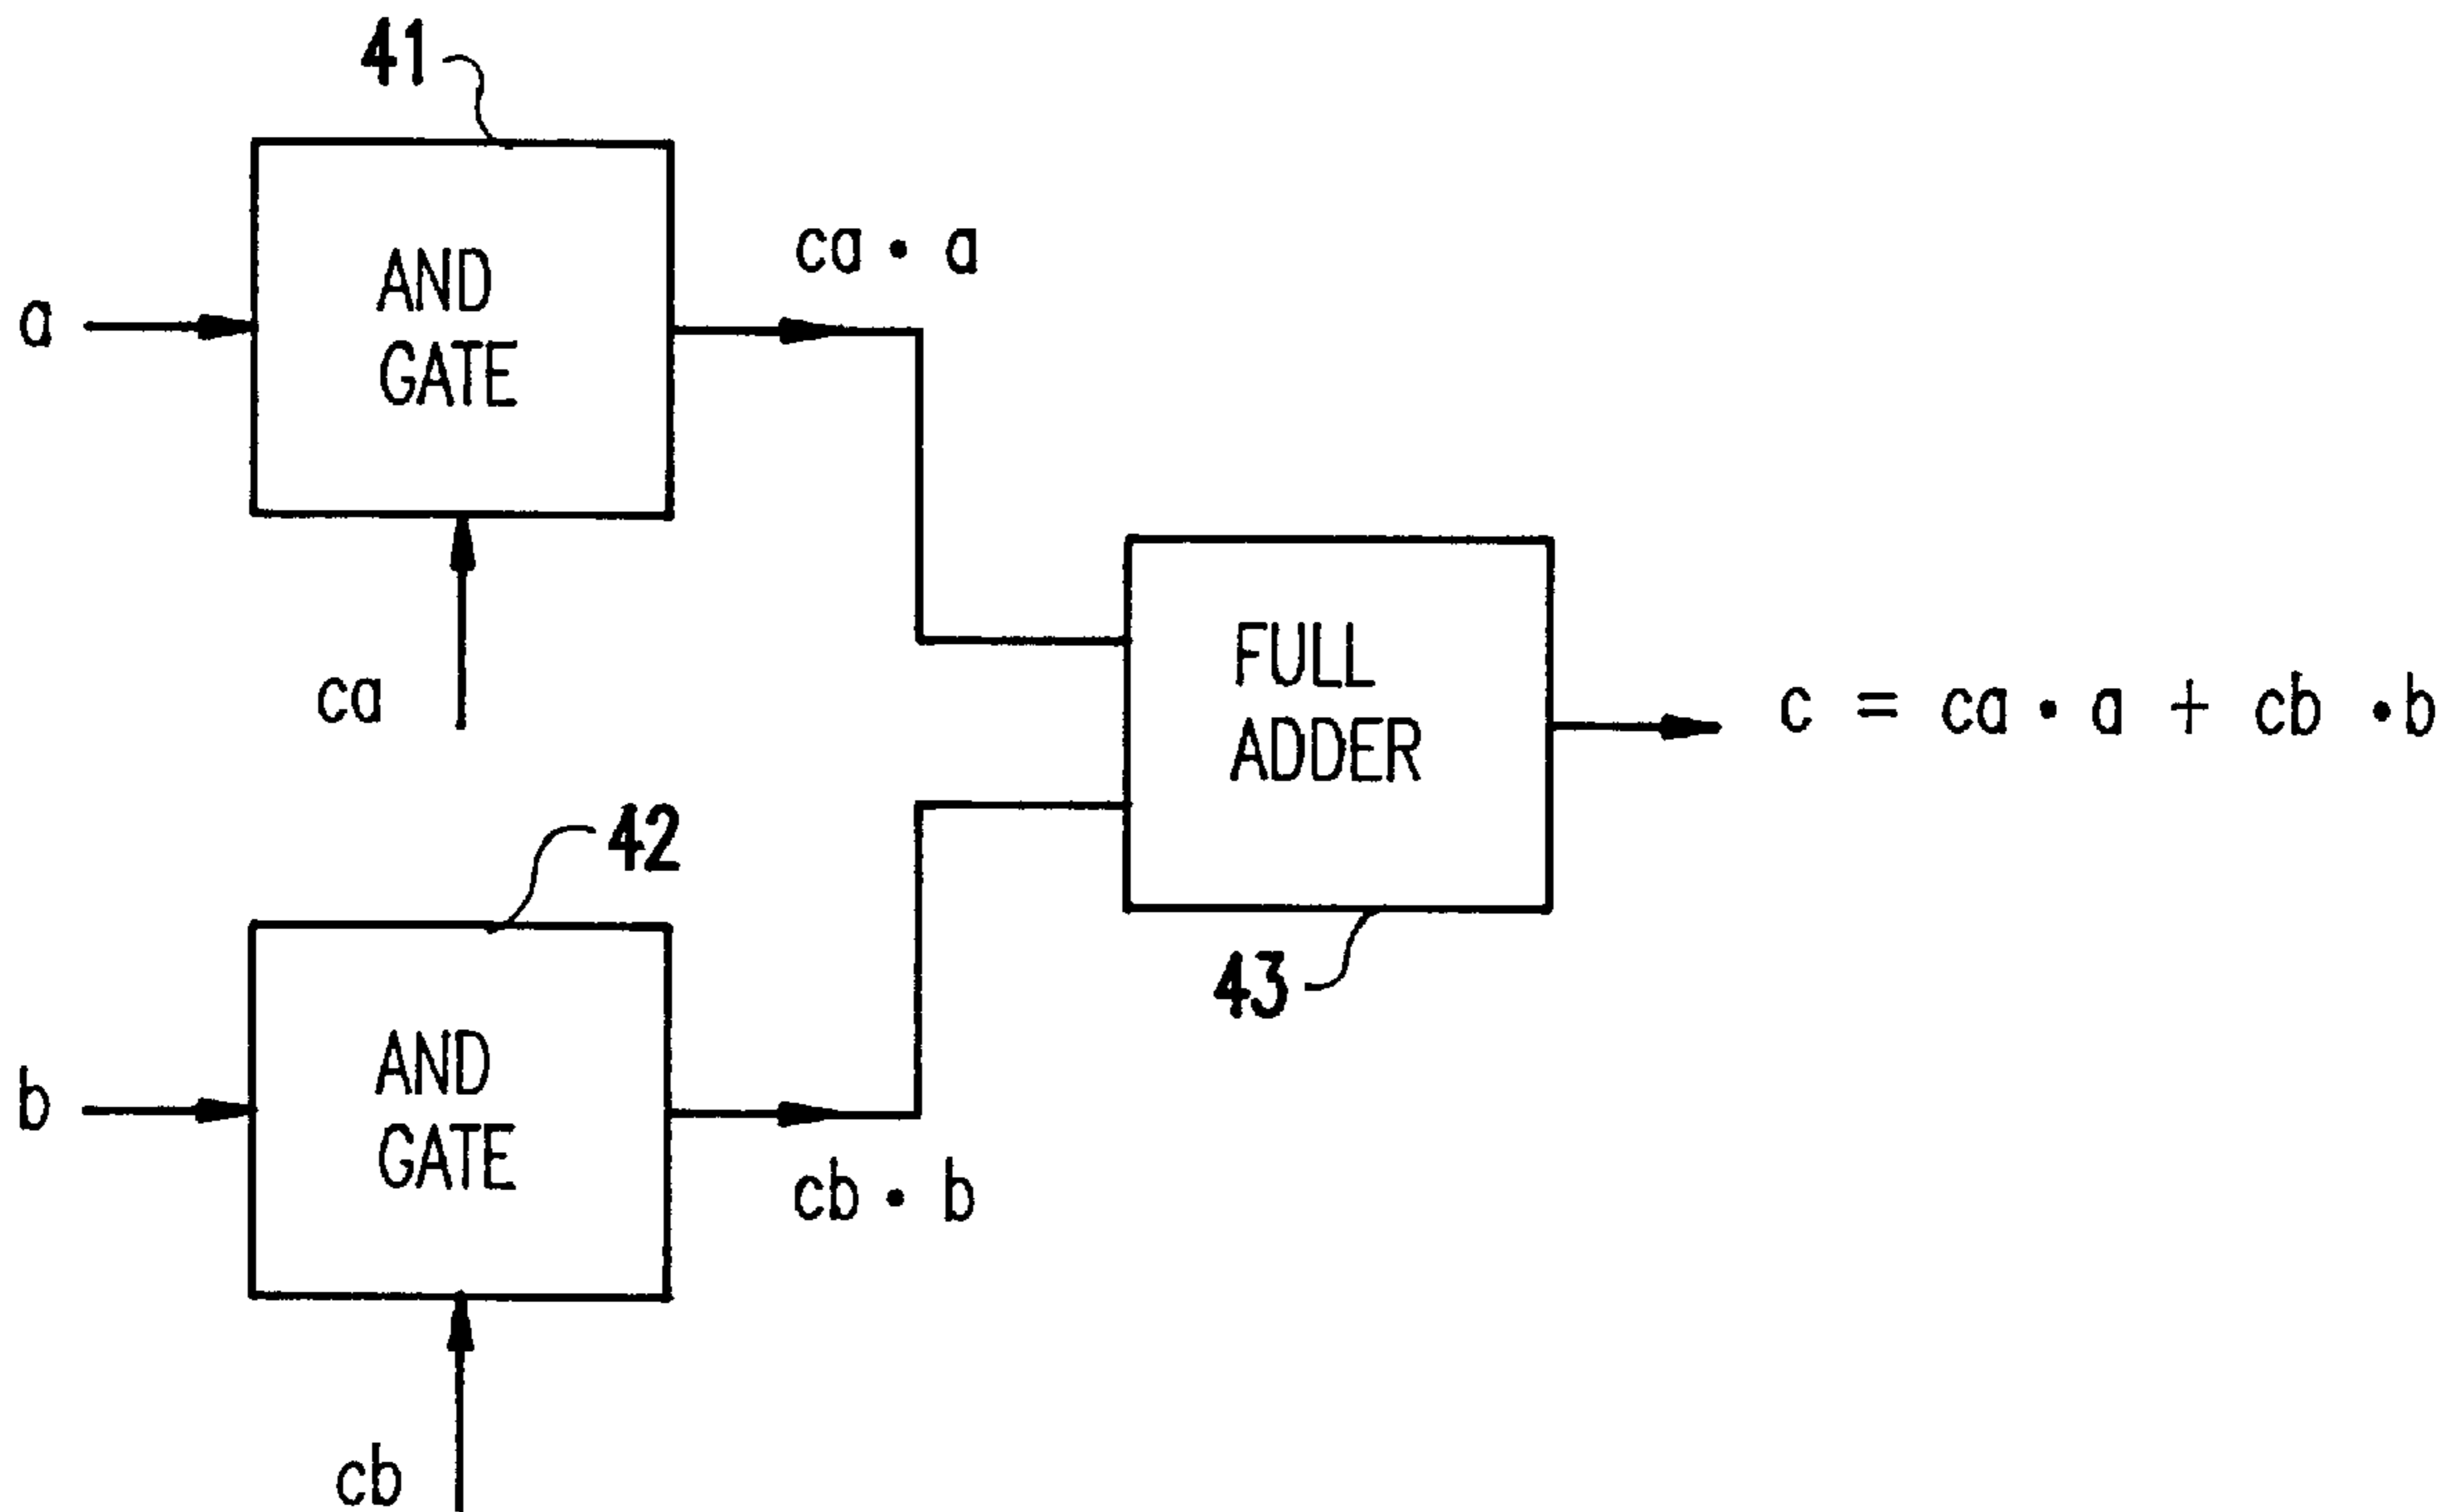 41
AND
GATE
a
ca • a
ca
FULL
ADDER
c = ca • a + cb • b
42
43
AND
GATE
b
cb • b
cb